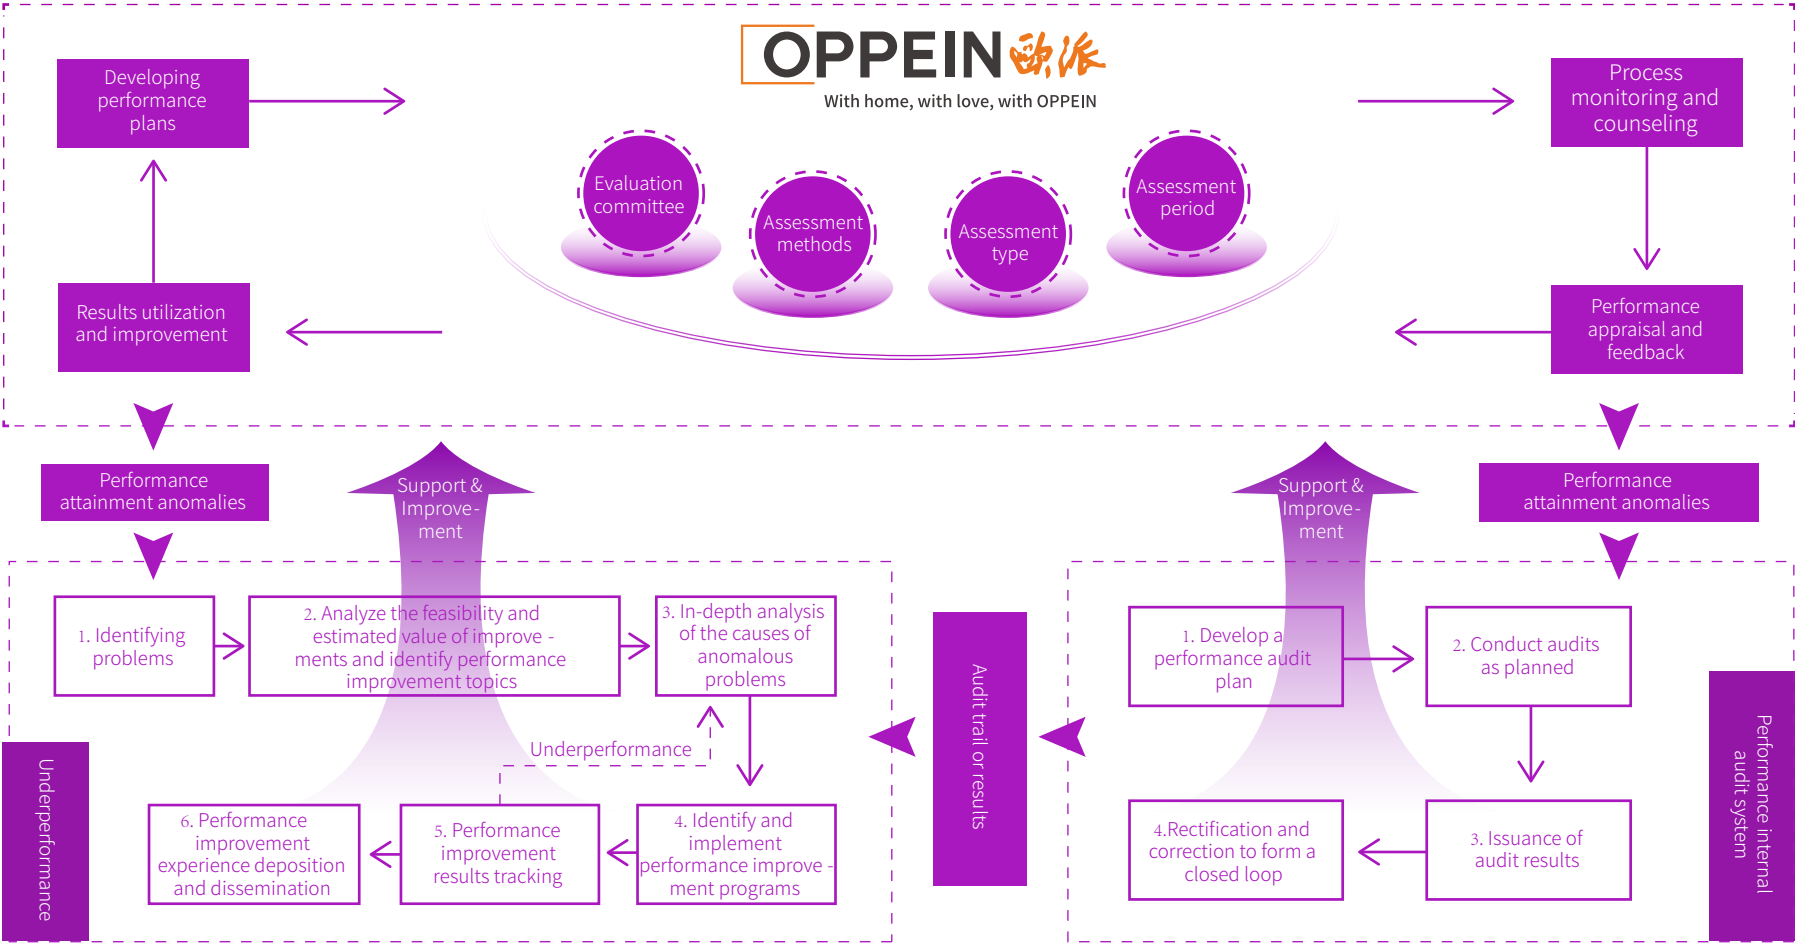 OPPEIN欧派
With home, with love, with OPPEIN
Developing
performance
plans
Process
monitoring and
counseling
Evaluation
committee
Assessment
methods
Assessment
type
Assessment
period
Results utilization
and improvement
Performance
appraisal and
feedback
Performance
attainment anomalies
Support &
Improve-
ment
Support &
Improve-
ment
Performance
attainment anomalies
1. Identifying
problems
2. Analyze the feasibility and
estimated value of improve -
ments and identify performance
improvement topics
3. In-depth analysis
of the causes of
anomalous
problems
Underperformance
4. Identify and
implement
performance improve -
ment programs
5. Performance
improvement
results tracking
6. Performance
improvement
experience deposition
and dissemination
Underperformance
Audit trail or results
1. Develop a
performance audit
plan
2. Conduct audits
as planned
3. Issuance of
audit results
4.Rectification and
correction to form a
closed loop
Performance internal
audit system